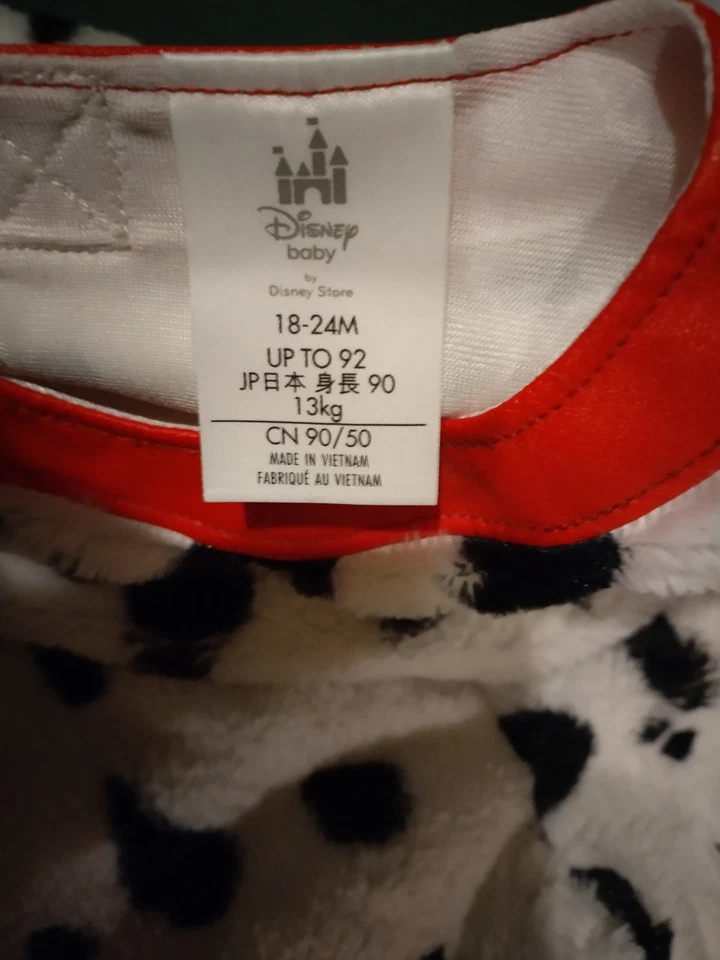 Disney
baby
by
Disney Store
18-24M
UP TO 92
JP日本 身長 90
13kg
CN 90/50
MADE IN VIETNAM
FABRIQUÉ AU VIETNAM